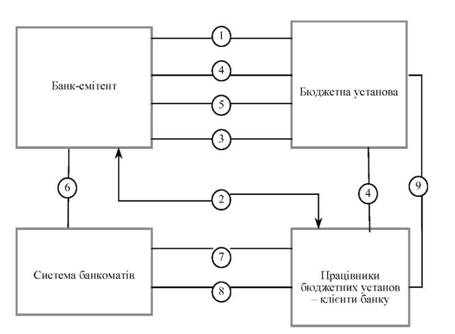 1
4
Банк-емітент
Бюджетна установа
5
3
6
4
9
2
7
Система банкоматів
Працівники
бюджетних установ
– клієнти банку
8